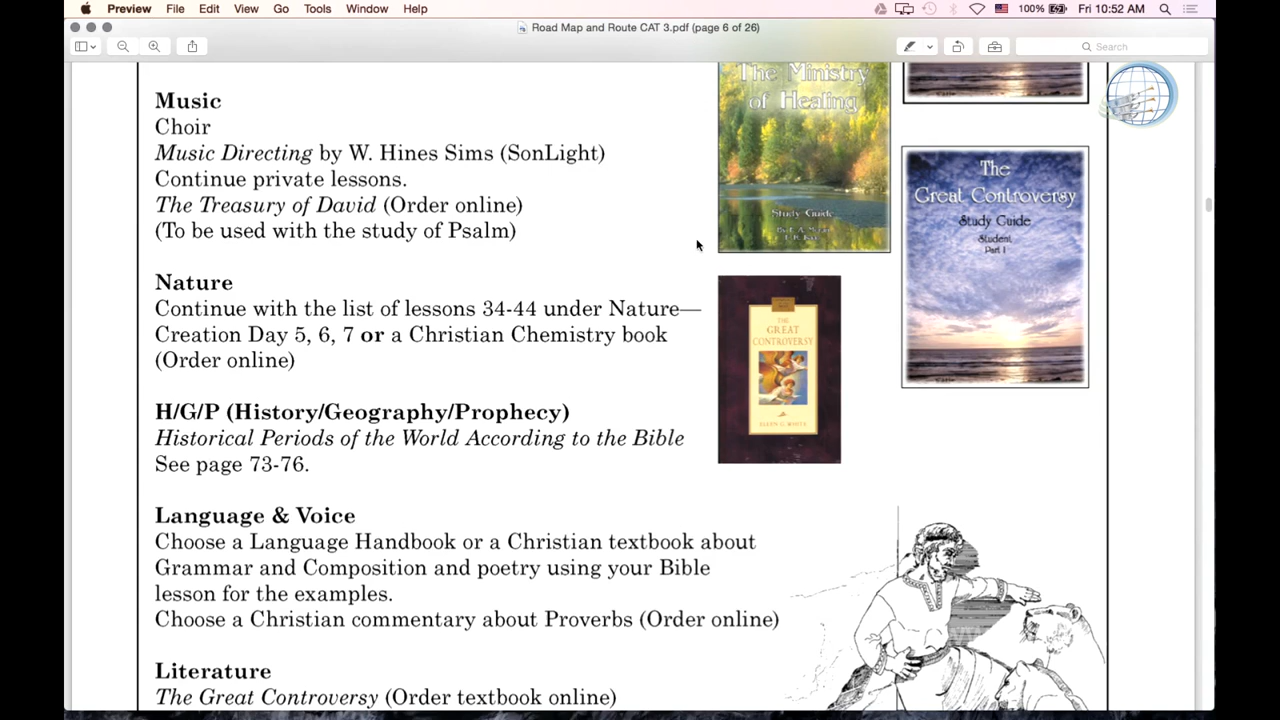 Preview File Edit View Go Tools Window Help 100% Fri 10:52 AM
Road Map and Route CAT 3.pdf (page 6 of 26)
Search
Music
Choir
Music Directing by W. Hines Sims (SonLight)
Continue private lessons.
The Treasury of David (Order online)
(To be used with the study of Psalm)
Nature
Continue with the list of lessons 34-44 under Nature—
Creation Day 5, 6, 7 or a Christian Chemistry book
(Order online)
H/G/P (History/Geography/Prophecy)
Historical Periods of the World According to the Bible
See page 73-76.
Language & Voice
Choose a Language Handbook or a Christian textbook about
Grammar and Composition and poetry using your Bible
lesson for the examples.
Choose a Christian commentary about Proverbs (Order online)
Literature
The Great Controversy (Order textbook online)
The Ministry
of Healing
Study Guide
The
Great Controversy
Study Guide
Student
Part 1
THE
GREAT
CONTROVERSY
ELLEN G. WHITE